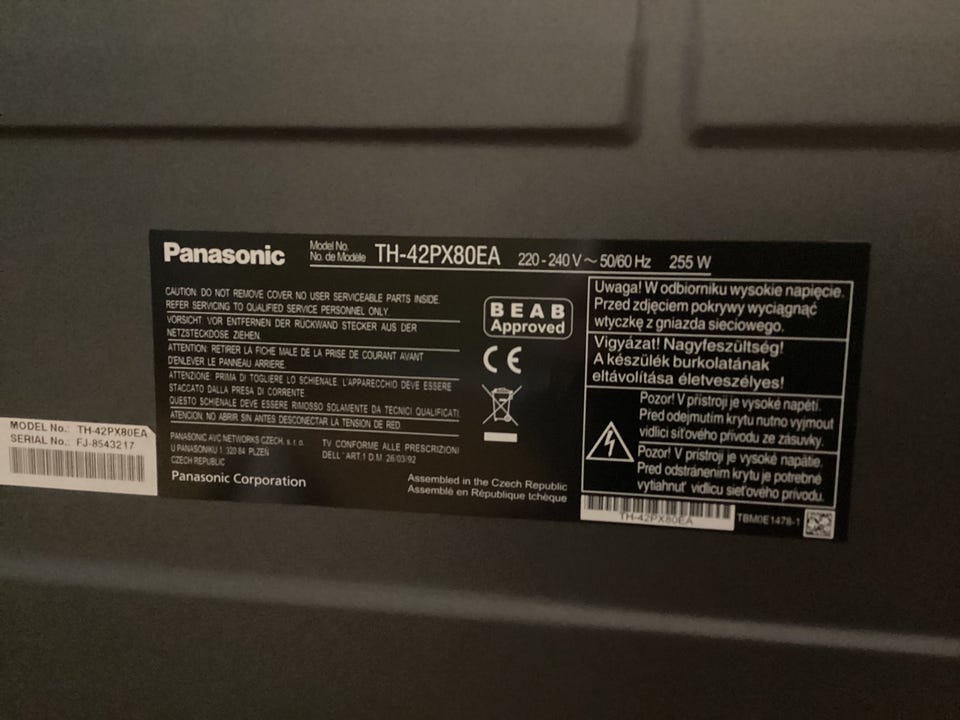 Panasonic
Model No.
No. de Modèle
TH-42PX80EA
220 - 240 V ~ 50/60 Hz 255 W
CAUTION: DO NOT REMOVE COVER. NO USER SERVICEABLE PARTS INSIDE.
REFER SERVICING TO QUALIFIED SERVICE PERSONNEL ONLY.
VORSICHT: VOR ENTFERNEN DER RÜCKWAND STECKER AUS DER
NETZSTECKDOSE ZIEHEN.
ATTENTION: RETIRER LA FICHE MALE DE LA PRISE DE COURANT AVANT
D'ENLEVER LE PANNEAU ARRIERE.
ATTENZIONE: PRIMA DI TOGLIERE LO SCHIENALE. L'APPARECCHIO DEVE ESSERE
STACCATO DALLA PRESA DI CORRENTE
QUESTO SCHIENALE DEVE ESSERE RIMOSSO SOLAMENTE DA TECNICI QUALIFICATI
ATENCION: NO ABRIR SIN ANTES DESCONECTAR LA TENSION DE RED
PANASONIC AVC NETWORKS CZECH, s. r. o.
U PANASONIKU 1, 320 84 PLZEŇ
CZECH REPUBLIC
TV CONFORME ALLE PRESCRIZIONI
DELL' ART.1 D.M. 26/03/92
Panasonic Corporation
Assembled in the Czech Republic
Assemblé en République tchèque
BEAB
Approved
CE
Uwaga! W odbiorniku wysokie napięcie.
Przed zdjęciem pokrywy wyciągnąć
wtyczkę z gniazda sieciowego.
Vigyázat! Nagyfeszültség!
A készülék burkolatának
eltávolítása életveszélyes!
Pozor! V přístroji je vysoké napětí.
Před odejmutím krytu nutno vyjmout
vidlici síťového přívodu ze zásuvky.
Pozor! V prístroji je vysoké napätie.
Pred odstránením krytu je potrebné
vytiahnuť vidlicu sieťového prívodu.
TH-42PX80EA
TBM0E1478-1
MODEL No.: TH-42PX80EA
SERIAL No.: FJ-8543217